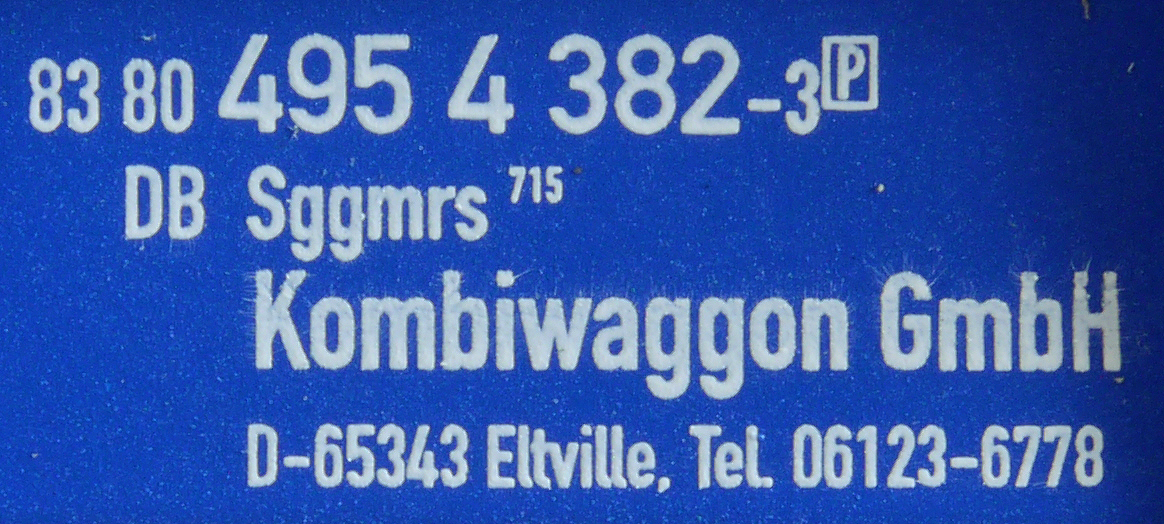 83 80 495 4 382-3 P
DB Sggmrs 715
Kombiwaggon GmbH
D-65343 Eltville, Tel. 06123-6778